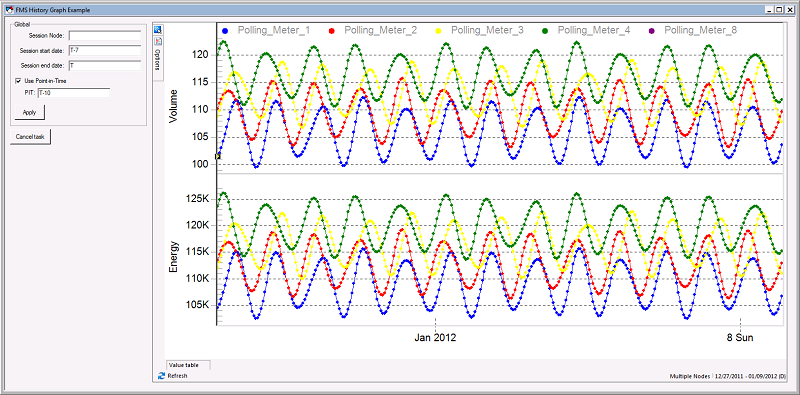 FMS History Graph Example
Global
Session Node:
Session start date: T-7
Session end date: T
Use Point-in-Time
PIT: T-10
Apply
Cancel task
Options
Polling_Meter_1 Polling_Meter_2 Polling_Meter_3 Polling_Meter_4 Polling_Meter_8
Volume
120
115
110
105
100
Energy
125K
120K
115K
110K
105K
Jan 2012 8 Sun
Value table
Refresh
Multiple Nodes 12/27/2011 - 01/09/2012 (D)